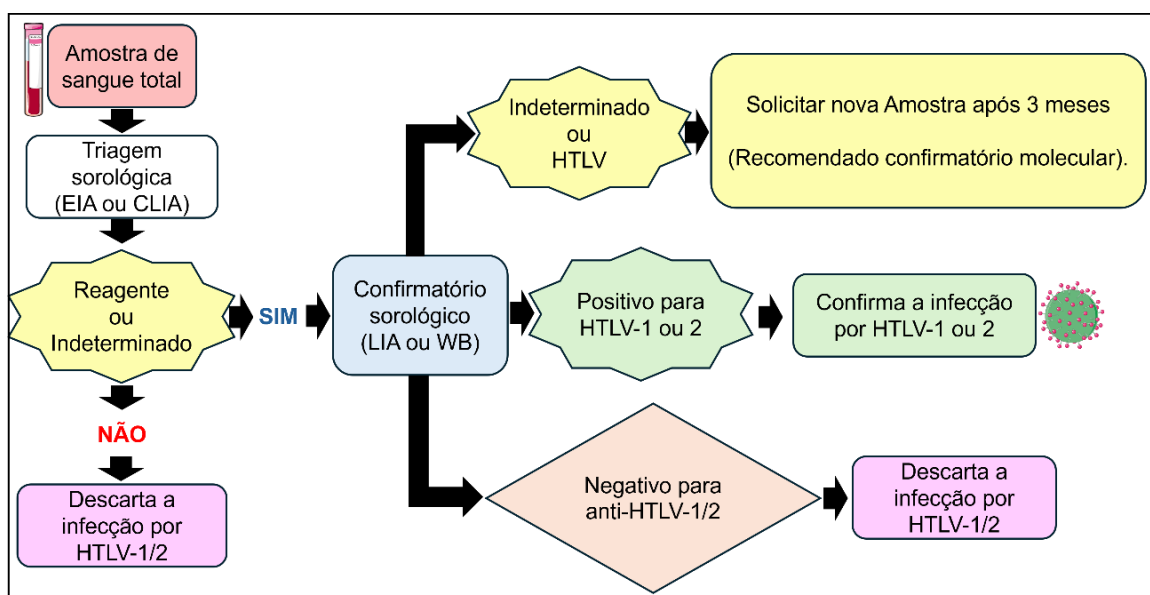 Amostra de
sangue total
Triagem
sorológica
(EIA ou CLIA)
Reagente
ou
Indeterminado
SIM
NÃO
Descarta a
infecção por
HTLV-1/2
Confirmatório
sorológico
(LIA ou WB)
Indeterminado
ou
HTLV
Solicitar nova Amostra após 3 meses
(Recomendado confirmatório molecular).
Positivo para
HTLV-1 ou 2
Confirma a infecção
por HTLV-1 ou 2
Negativo para
anti-HTLV-1/2
Descarta a
infecção por
HTLV-1/2